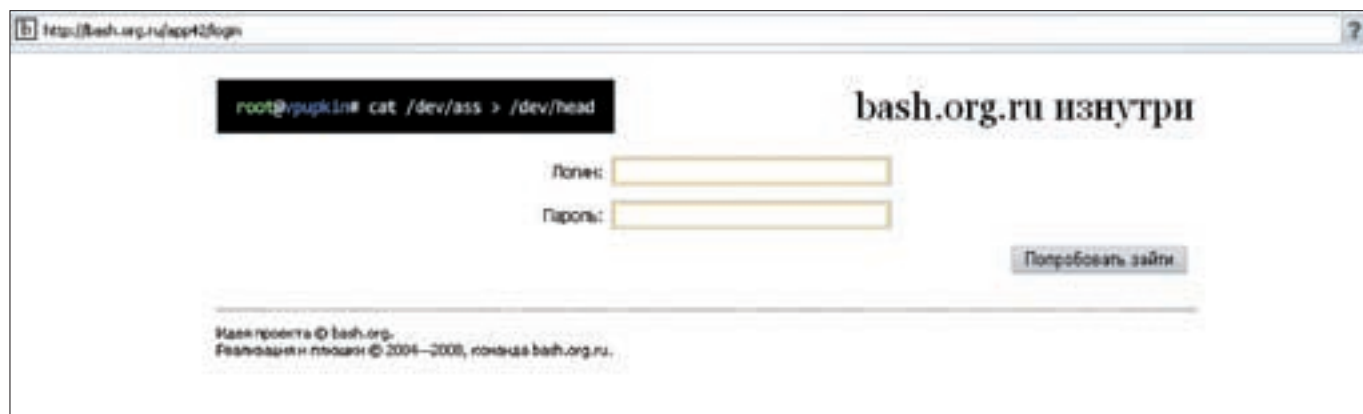 http://bash.org.ru/app42/login
?
root@vpupkin# cat /dev/ass > /dev/head
bash.org.ru изнутри
Логин:
Пароль:
Попробовать зайти
Идея проекта © bash.org.
Реализация и плюшки © 2004—2008, команда bash.org.ru.